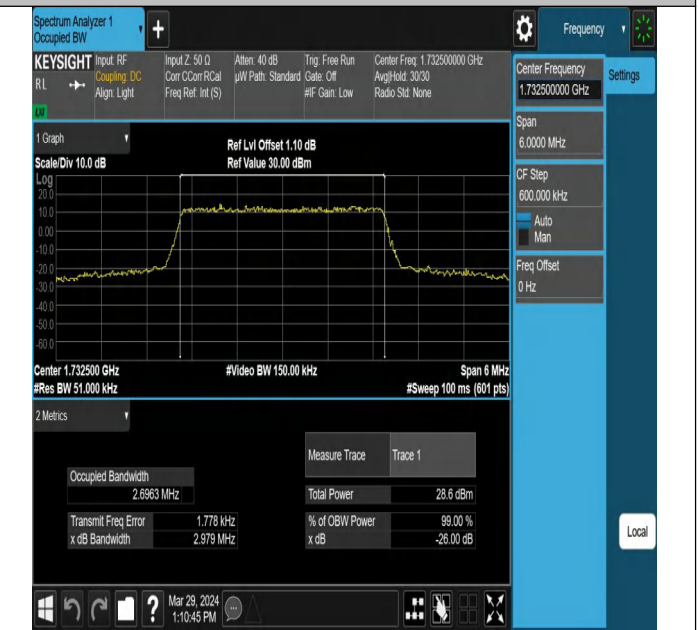 Spectrum Analyzer 1
Occupied BW
Frequency
KEYSIGHT
RL
Input: RF
Coupling: DC
Align: Light
Input Z: 50 Ω
Corr CCorr RCal
Freq Ref: Int (S)
Atten: 40 dB
µW Path: Standard
Trig: Free Run
Gate: Off
#IF Gain: Low
Center Freq: 1.732500000 GHz
Avg|Hold: 30/30
Radio Std: None
Center Frequency
1.732500000 GHz
Settings
Span
6.0000 MHz
CF Step
600.000 kHz
Auto
Man
Freq Offset
0 Hz
Local
1 Graph
Scale/Div 10.0 dB
Ref Lvl Offset 1.10 dB
Ref Value 30.00 dBm
Log
20.0
10.0
0.00
-10.0
-20.0
-30.0
-40.0
-50.0
-60.0
Center 1.732500 GHz
#Res BW 51.000 kHz
#Video BW 150.00 kHz
Span 6 MHz
#Sweep 100 ms (601 pts)
2 Metrics
Measure Trace Trace 1
Occupied Bandwidth
2.6963 MHz
Total Power 28.6 dBm
Transmit Freq Error 1.778 kHz
% of OBW Power 99.00 %
x dB Bandwidth 2.979 MHz
x dB -26.00 dB
?
Mar 29, 2024
1:10:45 PM